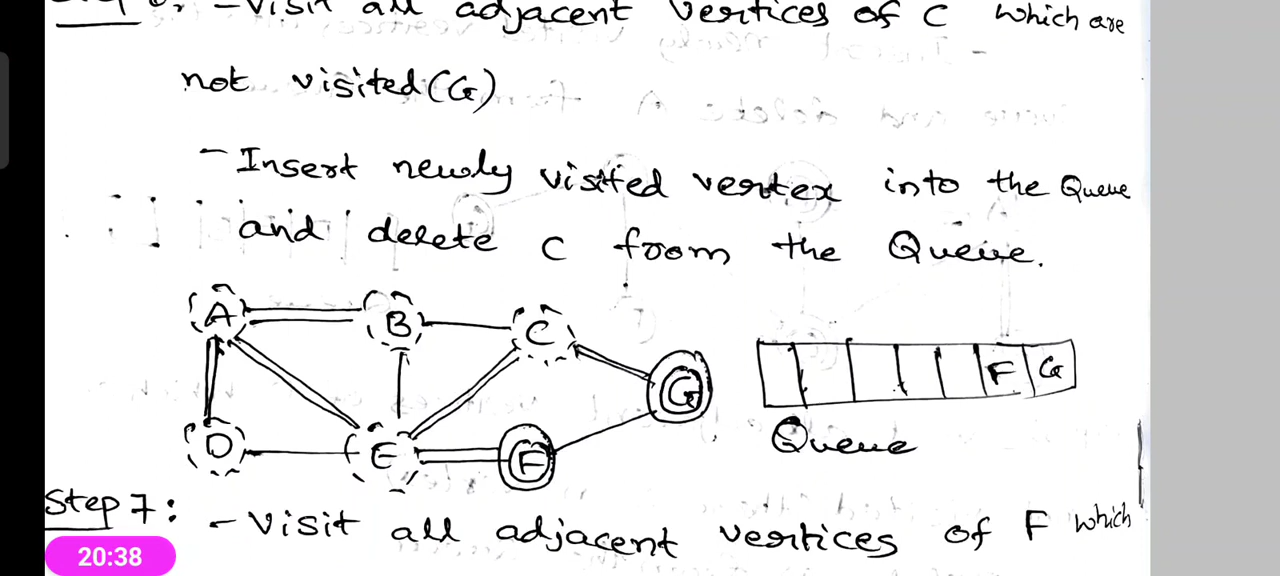 - Visit all adjacent vertices of C which are
not visited (G)
- Insert newly visited vertex into the Queue
and delete C from the Queue.
A B C
G
F G
D E F
Queue
Step 7: - Visit all adjacent vertices of F which
20:38